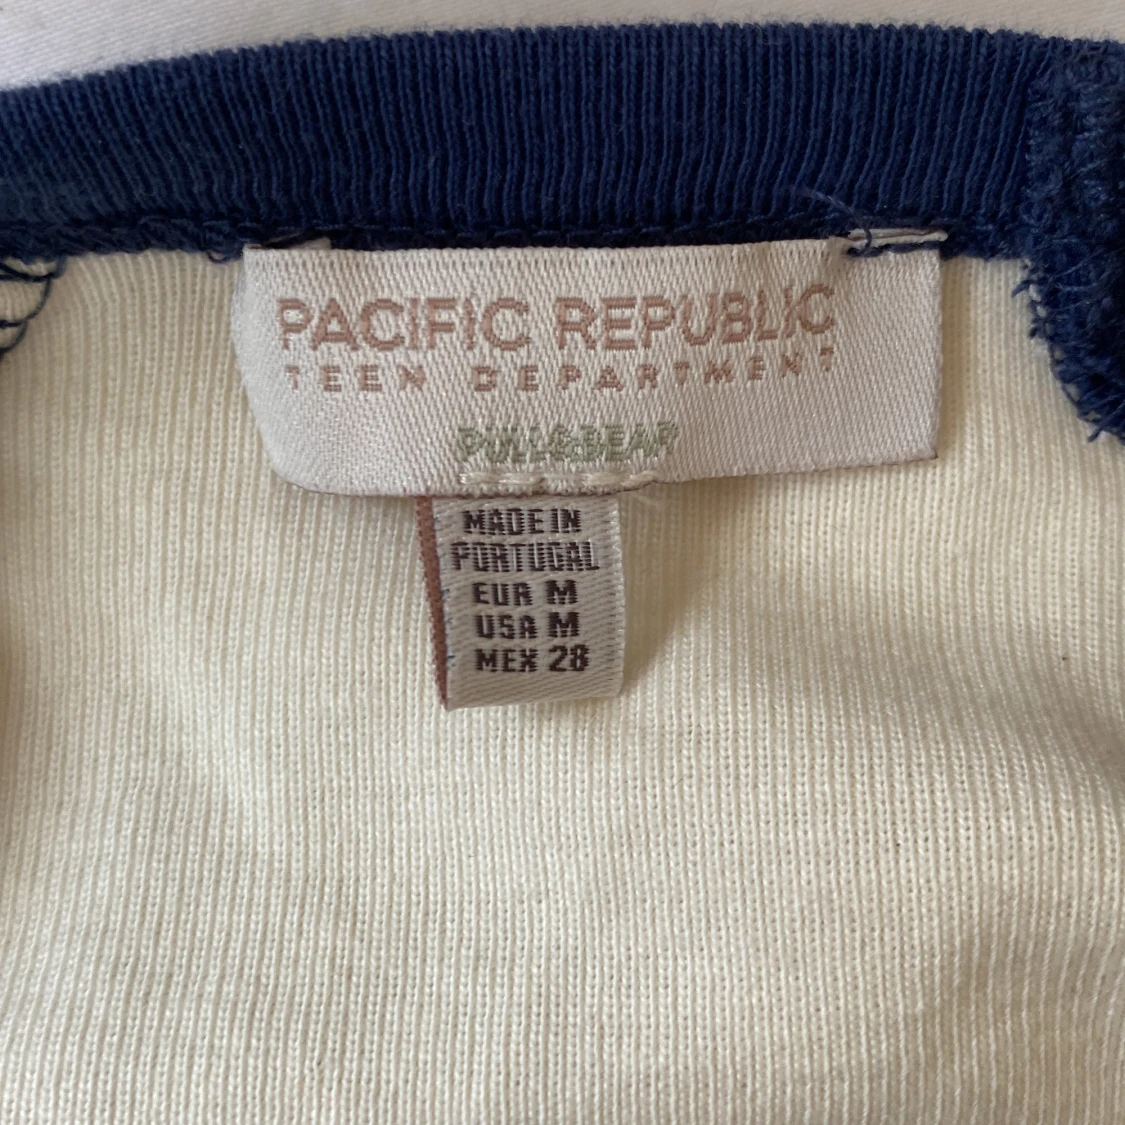 PACIFIC REPUBLIC
TEEN DEPARTMENT
PULL&BEAR
MADE IN
PORTUGAL
EUR M
USA M
MEX 28